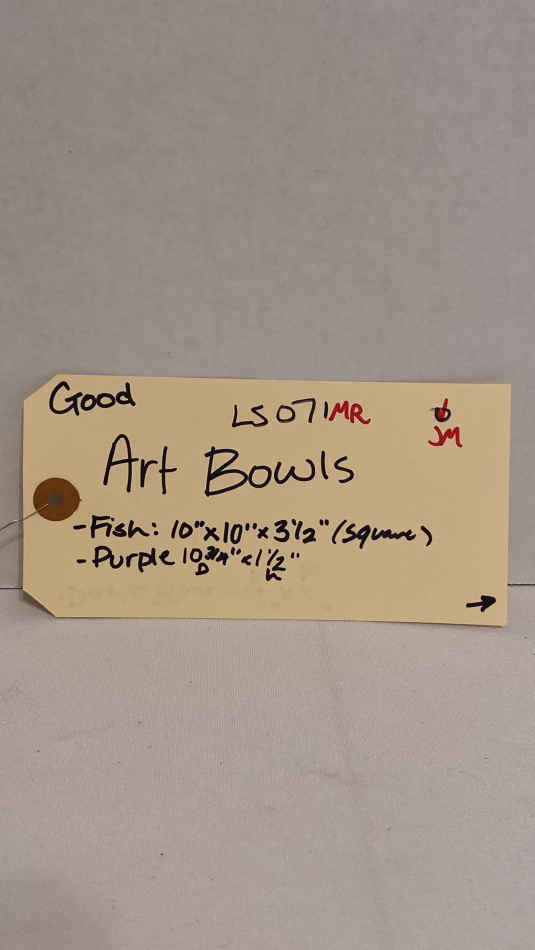 Good
LS071MR
JM
Art Bowls
-Fish: 10"x10"x3½" (square)
-Purple 10¾"x1½"
D h